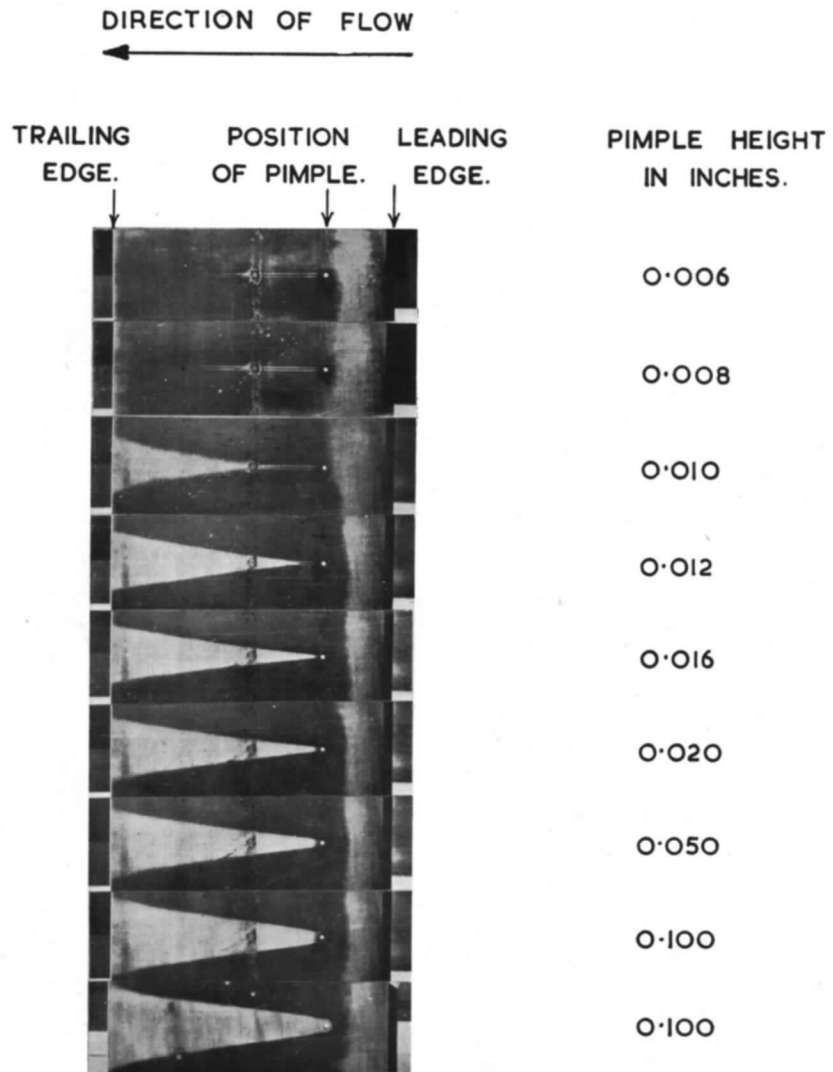 DIRECTION OF FLOW
TRAILING EDGE.
POSITION OF PIMPLE.
LEADING EDGE.
PIMPLE HEIGHT IN INCHES.
0·006
0·008
0·010
0·012
0·016
0·020
0·050
0·100
0·100